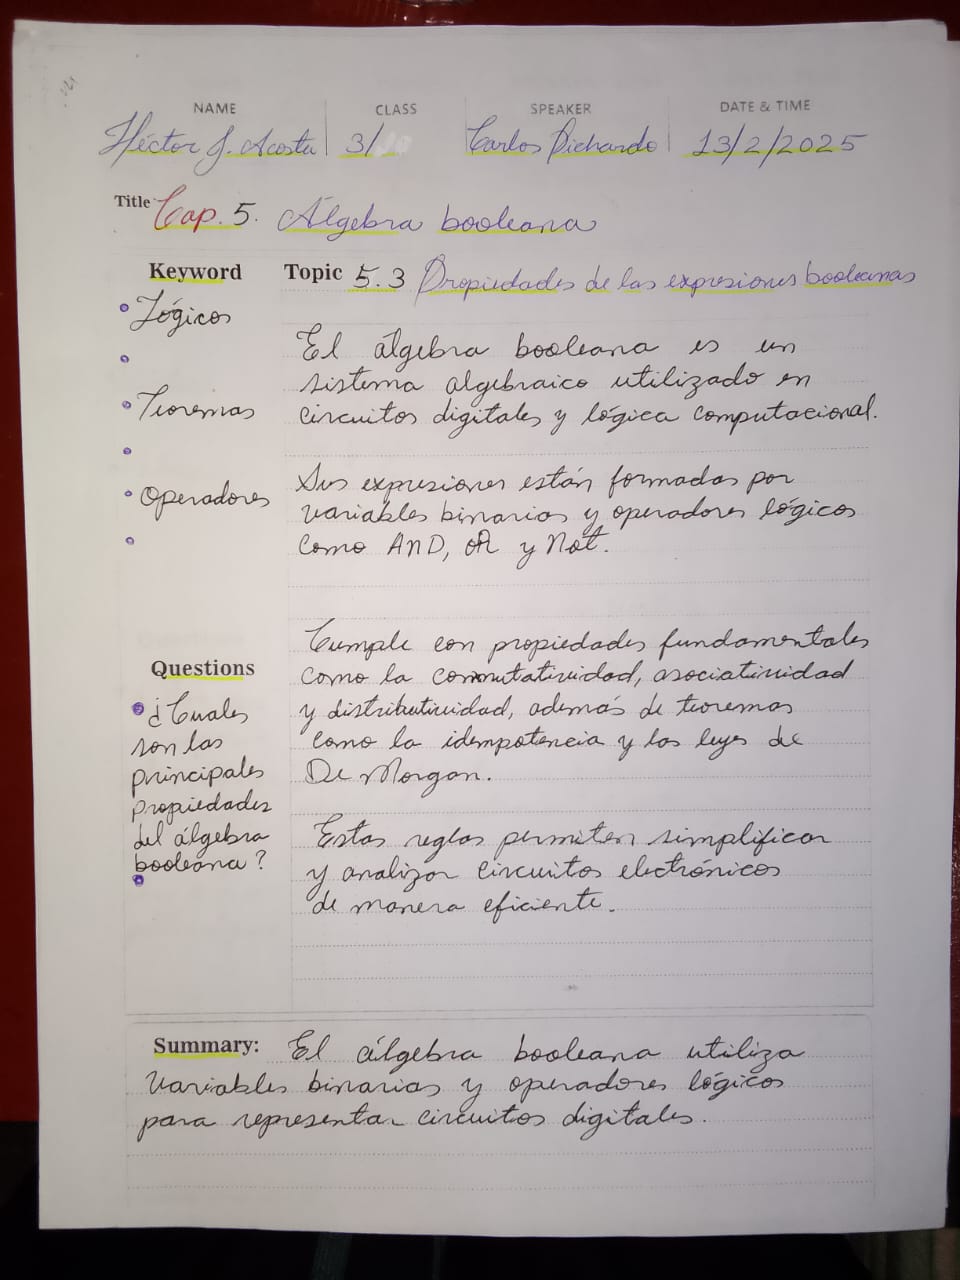 NAME CLASS SPEAKER DATE & TIME
Héctor J. Acosta 3/ Carlos Pichardo 13/2/2025
Title Cap. 5. Álgebra booleana
Keyword Topic 5.3 Propiedades de las expresiones booleanas
Lógicos
El álgebra booleana es un
sistema algebraico utilizado en
Teoremas
circuitos digitales y lógica computacional.
Sus expresiones están formadas por
Operadores
variables binarias y operadores lógicos
como AND, OR y Not.
Cumple con propiedades fundamentales
como la conmutatividad, asociatividad
y distributividad, además de teoremas
como la idempotencia y las leyes de
De Morgan.
Estas reglas permiten simplificar
y analizar circuitos electrónicos
de manera eficiente.
Questions
¿Cuales
son las
principales
propiedades
del álgebra
booleana?
Summary: El álgebra booleana utiliza
variables binarias y operadores lógicos
para representar circuitos digitales.